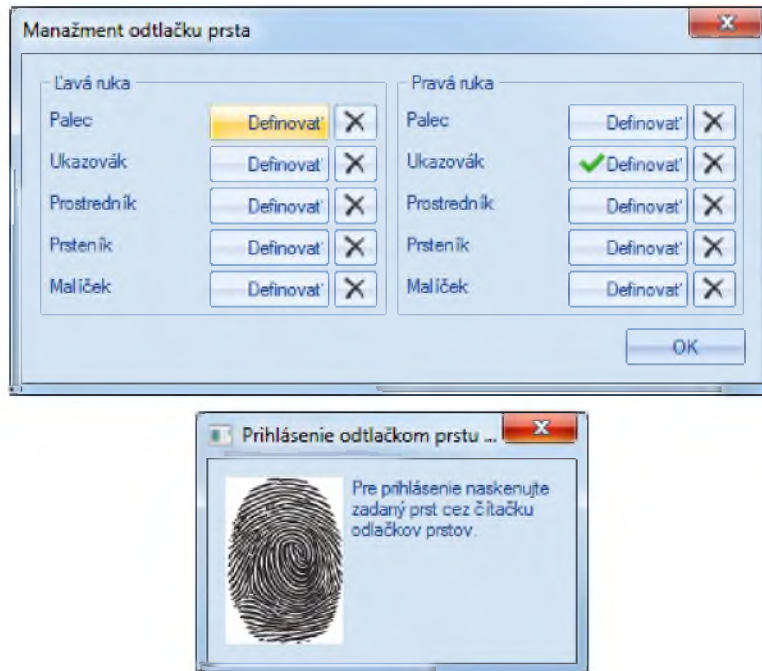 Manažment odtlačku prsta
Ľavá ruka
Palec Definovať
Ukazovák Definovať
Prostredník Definovať
Prsteník Definovať
Malíček Definovať
Pravá ruka
Palec Definovať
Ukazovák Definovať
Prostredník Definovať
Prsteník Definovať
Malíček Definovať
OK
Prihlásenie odtlačkom prstu ...
Pre prihlásenie naskenujte
zadaný prst cez čítačku
odlačkov prstov.